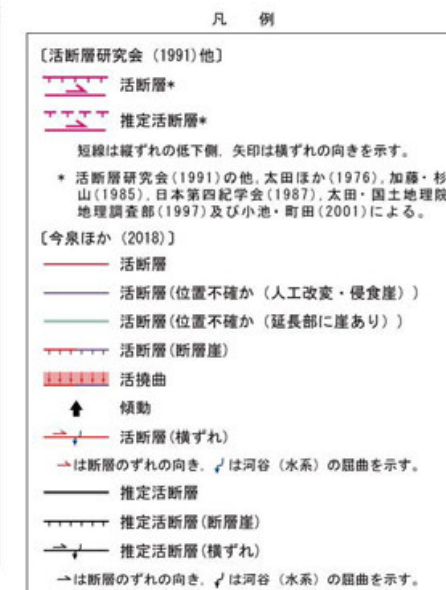 凡 例
〔活断層研究会 (1991)他〕
活断層*
推定活断層*
短線は縦ずれの低下側，矢印は横ずれの向きを示す。
* 活断層研究会(1991)の他，太田ほか(1976)，加藤・杉
山(1985)，日本第四紀学会(1987)，太田・国土地理院
地理調査部(1997)及び小池・町田(2001)による。
〔今泉ほか (2018)〕
活断層
活断層(位置不確か (人工改変・侵食崖))
活断層(位置不確か (延長部に崖あり))
活断層(断層崖)
活撓曲
傾動
活断層(横ずれ)
は断層のずれの向き， は河谷 (水系) の屈曲を示す。
推定活断層
推定活断層(断層崖)
推定活断層(横ずれ)
は断層のずれの向き， は河谷 (水系) の屈曲を示す。